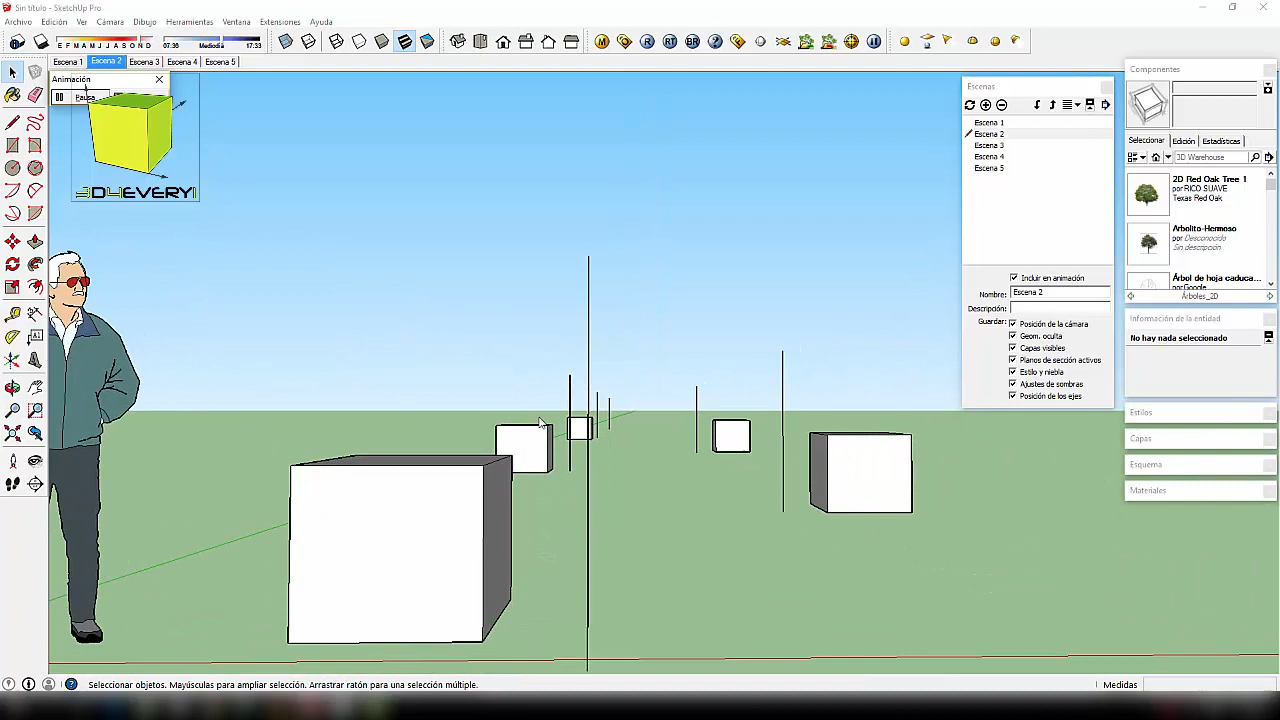 Sin título - SketchUp Pro
Archivo Edición Ver Cámara Dibujo Herramientas Ventana Extensiones Ayuda
E F M A M J J A S O N D 07:36 Mediodía 17:33
M R RT BR ?
Escena 1 Escena 2 Escena 3 Escena 4 Escena 5
Animación
Pausa
3D4EVERY1
Escenas
Escena 1
Escena 2
Escena 3
Escena 4
Escena 5
Incluir en animación
Nombre: Escena 2
Descripción:
Guardar: Posición de la cámara
Geom. oculta
Capas visibles
Planos de sección activos
Estilo y niebla
Ajustes de sombras
Posición de los ejes
Componentes
Seleccionar Edición Estadísticas
3D Warehouse
2D Red Oak Tree 1
por RICO SUAVE
Texas Red Oak
Arbolito-Hermoso
por Desconocido
Sin descripción
Árbol de hoja caduca...
por Google
Árboles_2D
Información de la entidad
No hay nada seleccionado
Estilos
Capas
Esquema
Materiales
Seleccionar objetos. Mayúsculas para ampliar selección. Arrastrar ratón para una selección múltiple.
Medidas